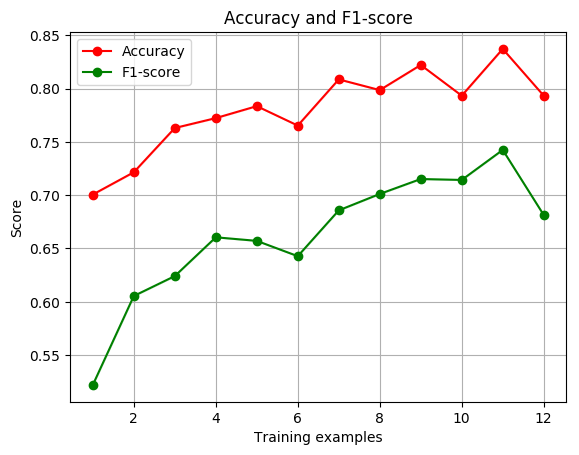 Accuracy and F1-score
Accuracy
F1-score
0.85
0.80
0.75
0.70
0.65
0.60
0.55
Score
2 4 6 8 10 12
Training examples